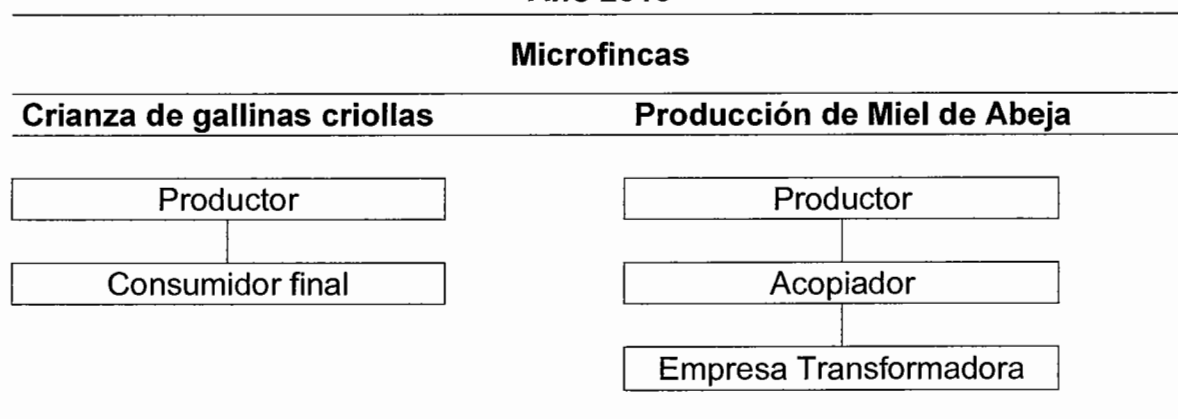 Microfincas
Crianza de gallinas criollas
Producción de Miel de Abeja
Productor
Consumidor final
Productor
Acopiador
Empresa Transformadora